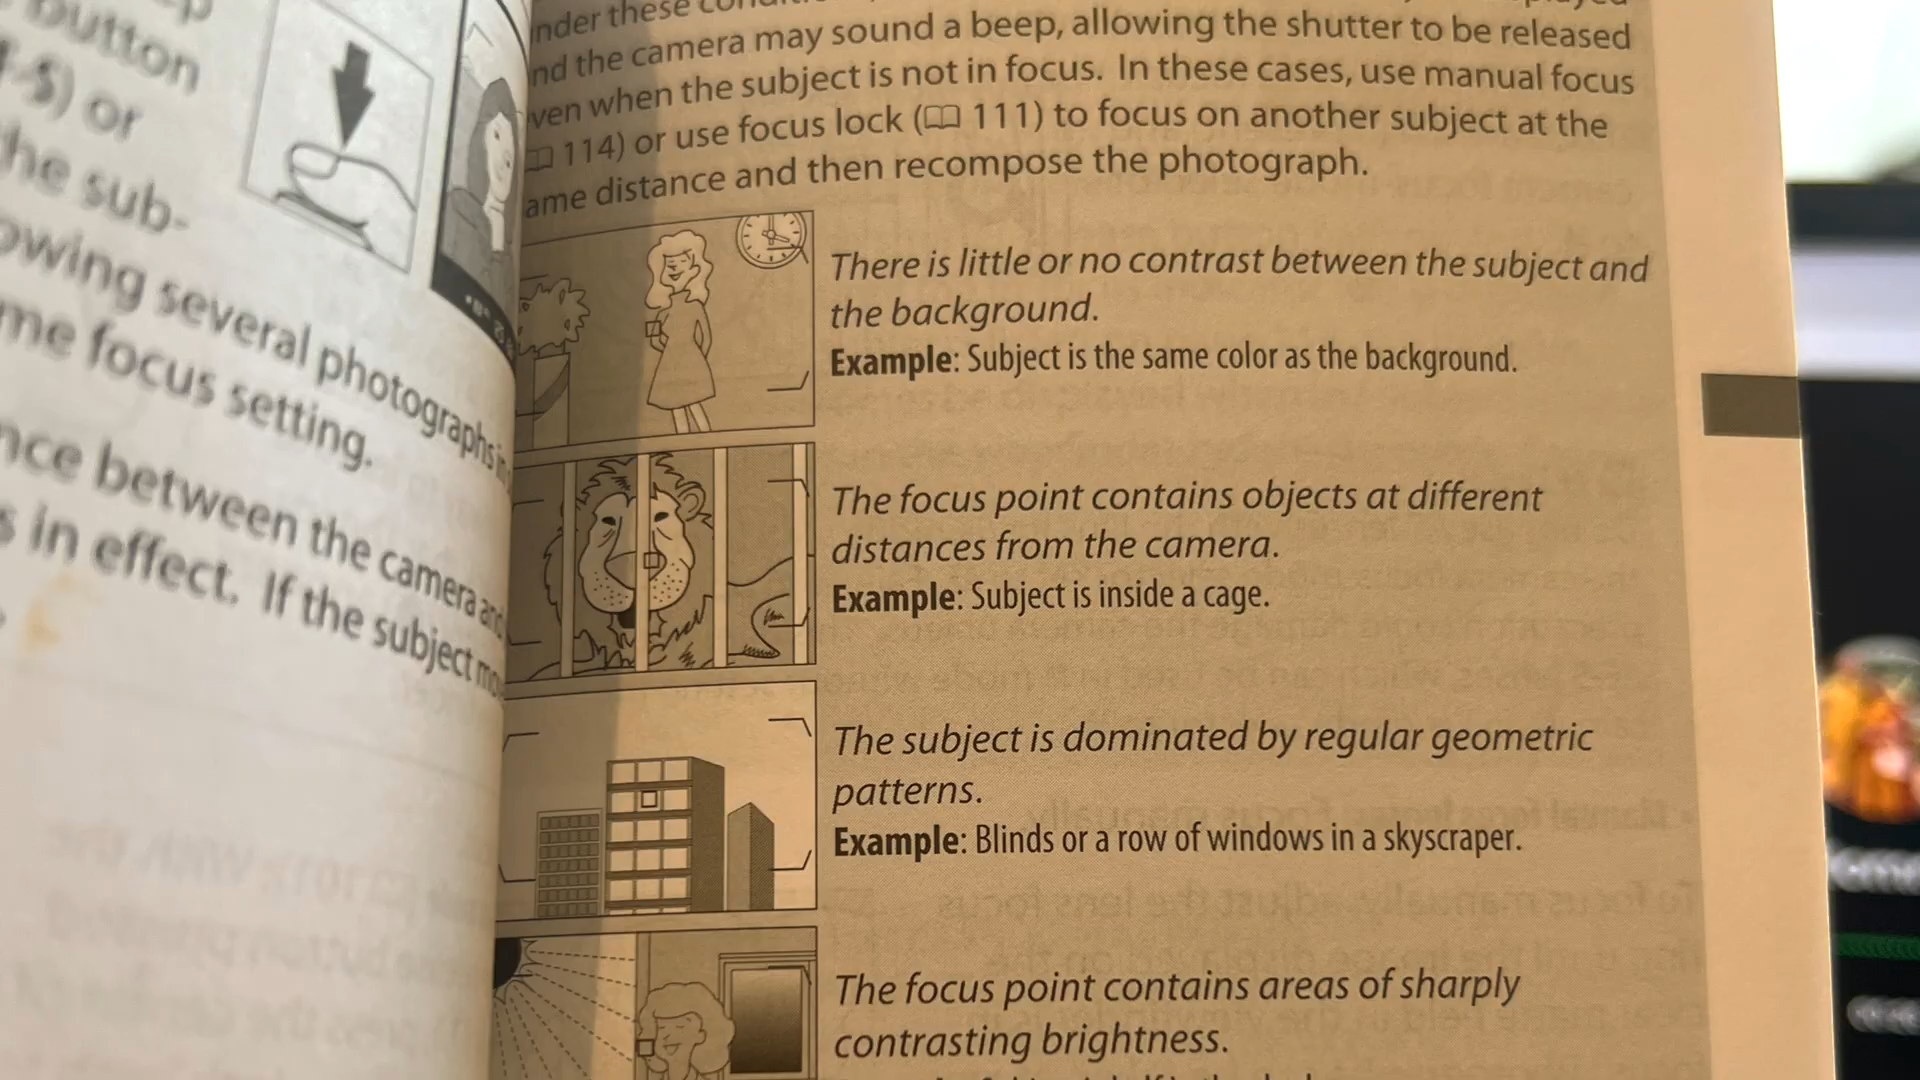 button
-S) or
he sub-
owing several photographs in
me focus setting.
nce between the camera and
s in effect. If the subject mo
nder these
nd the camera may sound a beep, allowing the shutter to be released
ven when the subject is not in focus. In these cases, use manual focus
114) or use focus lock (111) to focus on another subject at the
ame distance and then recompose the photograph.
There is little or no contrast between the subject and
the background.
Example: Subject is the same color as the background.
The focus point contains objects at different
distances from the camera.
Example: Subject is inside a cage.
The subject is dominated by regular geometric
patterns.
Example: Blinds or a row of windows in a skyscraper.
The focus point contains areas of sharply
contrasting brightness.